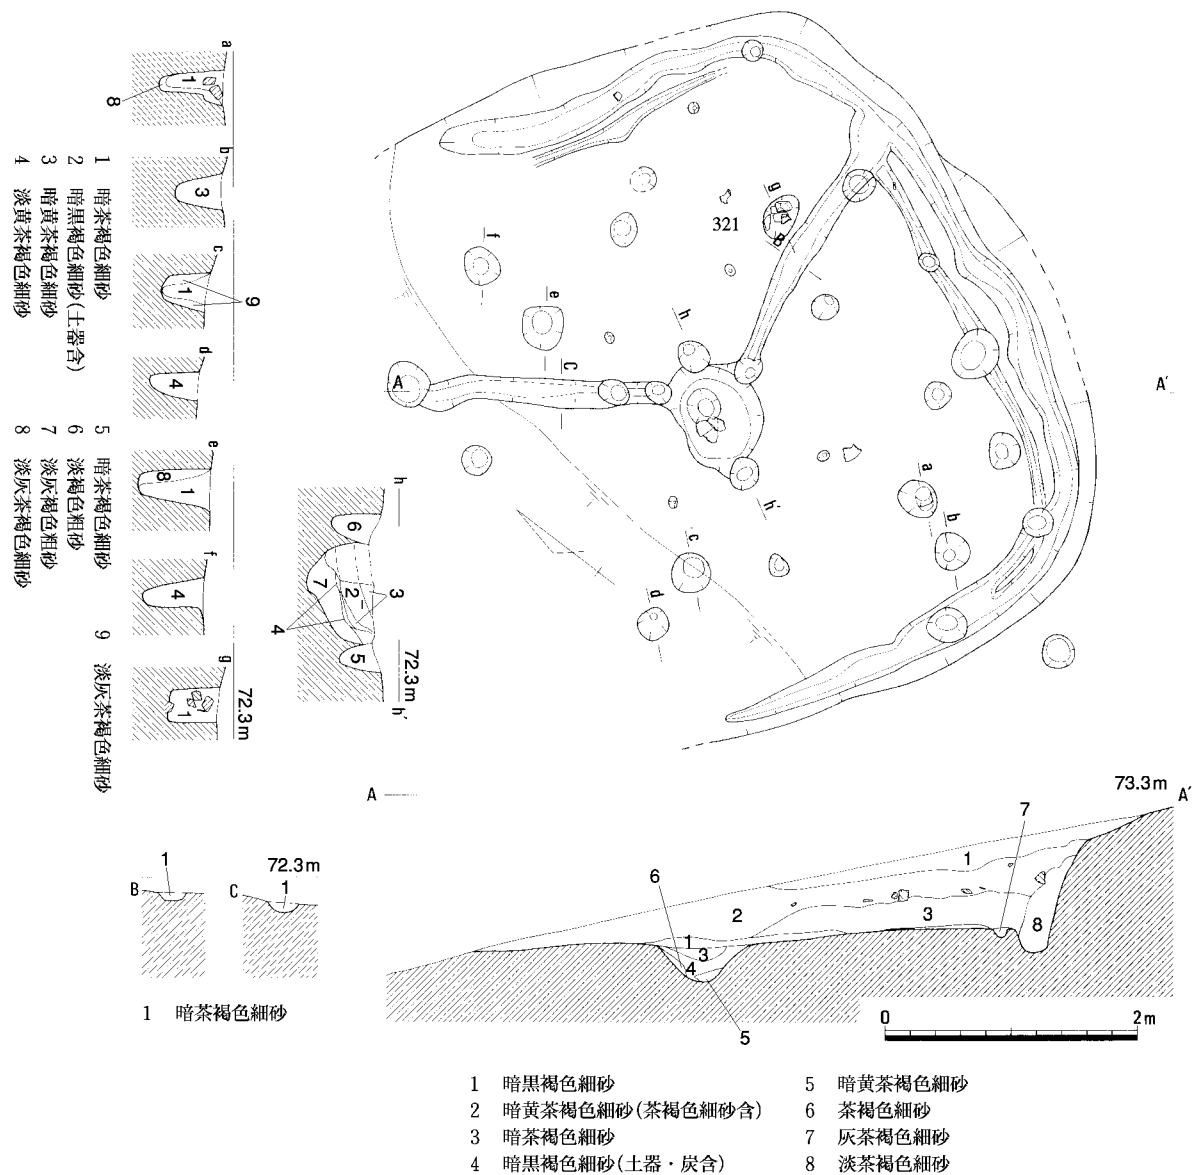 a
1
8
b
3
c
1
9
d
4
e
8
1
f
4
g
1
72.3m
1 暗茶褐色細砂
2 暗黒褐色細砂(土器含)
3 暗黄茶褐色細砂
4 淡黄茶褐色細砂
5 暗茶褐色細砂
6 淡褐色粗砂
7 淡灰褐色粗砂
8 淡灰茶褐色細砂
9 淡灰茶褐色細砂
h
6
7
2
3
4
5
72.3m
h′
g
B
321
f
e
h
C
A
A′
a
b
h′
c
d
A
73.3m
A′
7
1
6
2
3
8
1
3
4
5
0
2m
B
1
C
72.3m
1
1 暗茶褐色細砂
1 暗黒褐色細砂
2 暗黄茶褐色細砂(茶褐色細砂含)
3 暗茶褐色細砂
4 暗黒褐色細砂(土器・炭含)
5 暗黄茶褐色細砂
6 茶褐色細砂
7 灰茶褐色細砂
8 淡茶褐色細砂